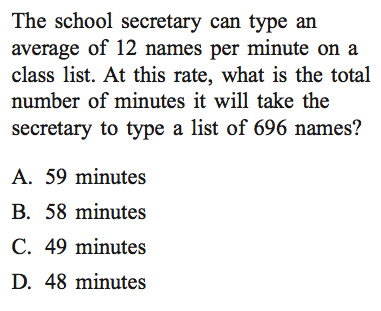 The school secretary can type an
average of 12 names per minute on a
class list. At this rate, what is the total
number of minutes it will take the
secretary to type a list of 696 names?
A. 59 minutes
B. 58 minutes
C. 49 minutes
D. 48 minutes